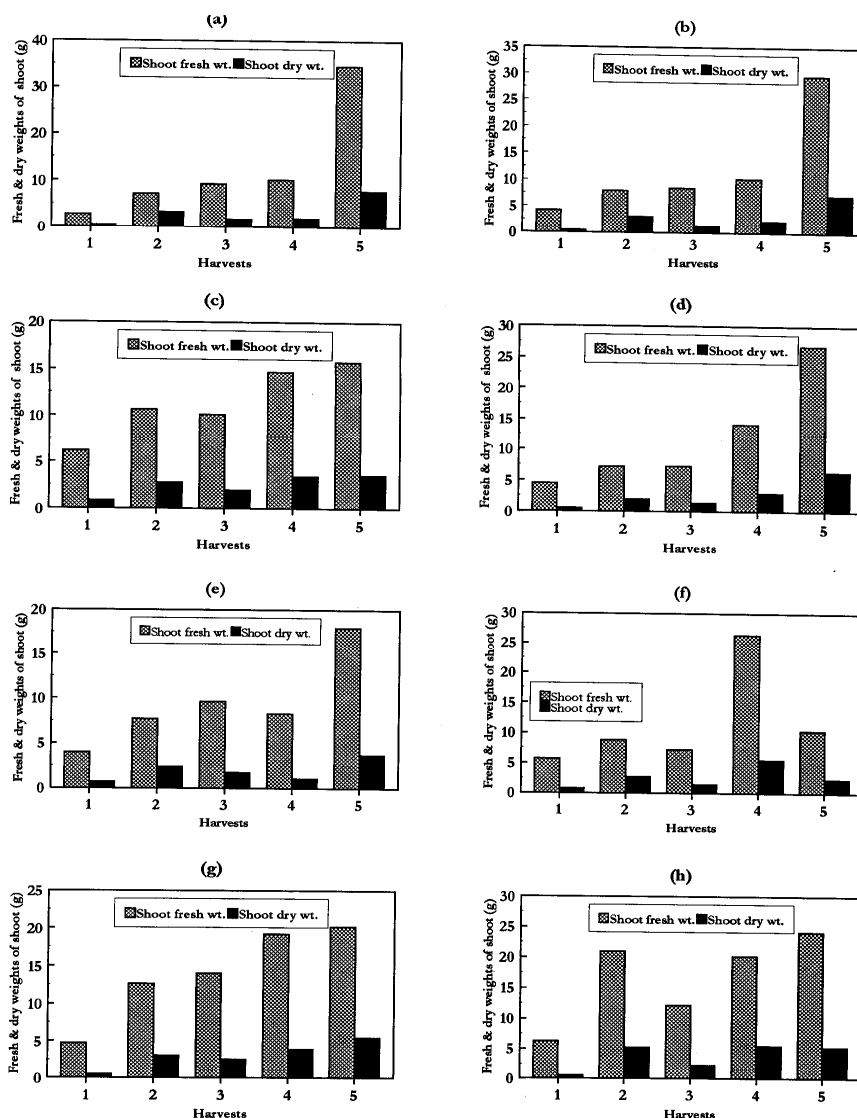 (a)
Fresh & dry weights of shoot (g)
40
30
20
10
0
Shoot fresh wt. Shoot dry wt.
1 2 3 4 5
Harvests
(b)
Fresh & dry weights of shoot (g)
35
30
25
20
15
10
5
0
Shoot fresh wt. Shoot dry wt.
1 2 3 4 5
Harvests
(c)
Fresh & dry weights of shoot (g)
20
15
10
5
0
Shoot fresh wt. Shoot dry wt.
1 2 3 4 5
Harvests
(d)
Fresh & dry weights of shoot (g)
30
25
20
15
10
5
0
Shoot fresh wt. Shoot dry wt.
1 2 3 4 5
Harvests
(e)
Fresh & dry weights of shoot (g)
20
15
10
5
0
Shoot fresh wt. Shoot dry wt.
1 2 3 4 5
Harvests
(f)
Fresh & dry weights of shoot (g)
30
25
20
15
10
5
0
Shoot fresh wt.
Shoot dry wt.
1 2 3 4 5
Harvests
(g)
Fresh & dry weights of shoot (g)
25
20
15
10
5
0
Shoot fresh wt. Shoot dry wt.
1 2 3 4 5
Harvests
(h)
Fresh & dry weights of shoot (g)
30
25
20
15
10
5
0
Shoot fresh wt. Shoot dry wt.
1 2 3 4 5
Harvests